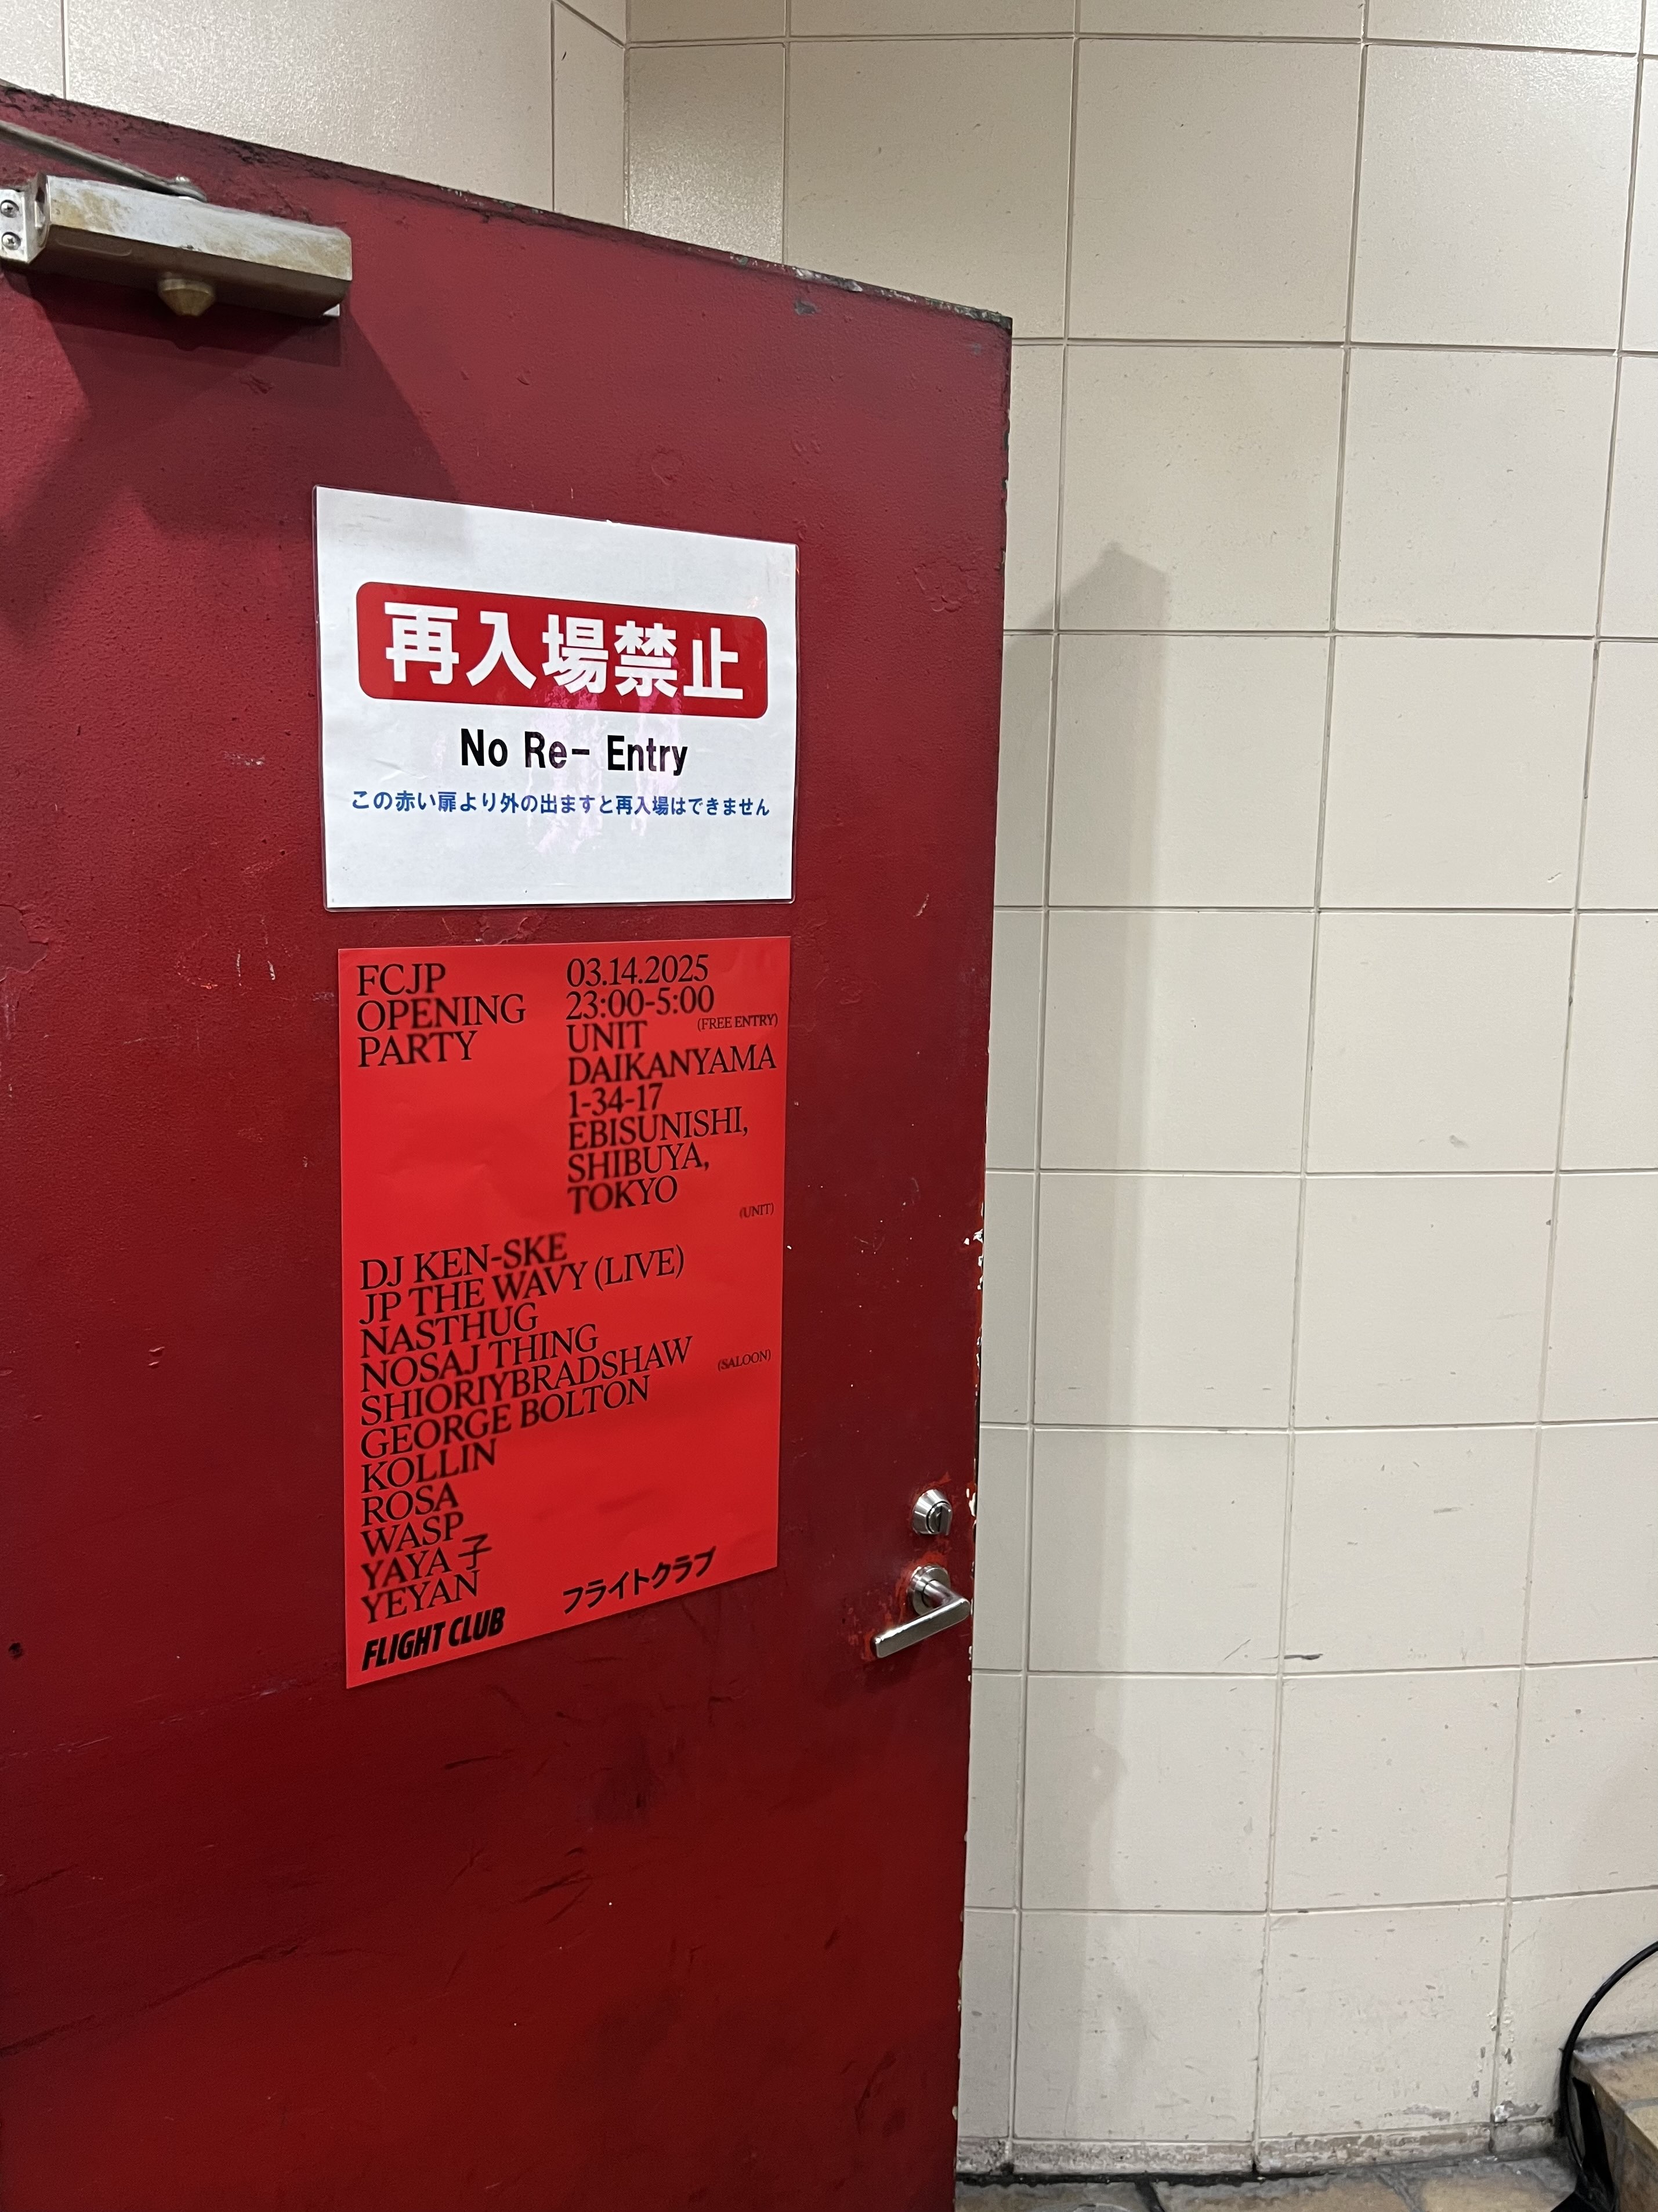 再入場禁止
No Re- Entry
この赤い扉より外の出ますと再入場はできません
FCJP
OPENING
PARTY
03.14.2025
23:00-5:00
(FREE ENTRY)
UNIT
DAIKANYAMA
1-34-17
EBISUNISHI,
SHIBUYA,
TOKYO
(UNIT)
DJ KEN-SKE
JP THE WAVY (LIVE)
NASTHUG
NOSAJ THING
SHIORIYBRADSHAW
(SALOON)
GEORGE BOLTON
KOLLIN
ROSA
WASP
YAYA 子
YEYAN
FLIGHT CLUB
フライトクラブ